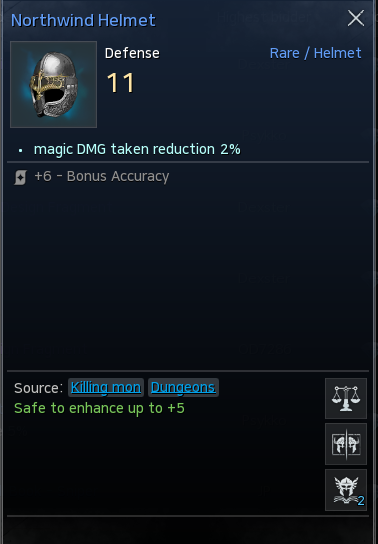 Northwind Helmet
Defense
Rare / Helmet
11
• magic DMG taken reduction 2%
+6 - Bonus Accuracy
Source: Killing mon Dungeons
Safe to enhance up to +5
2